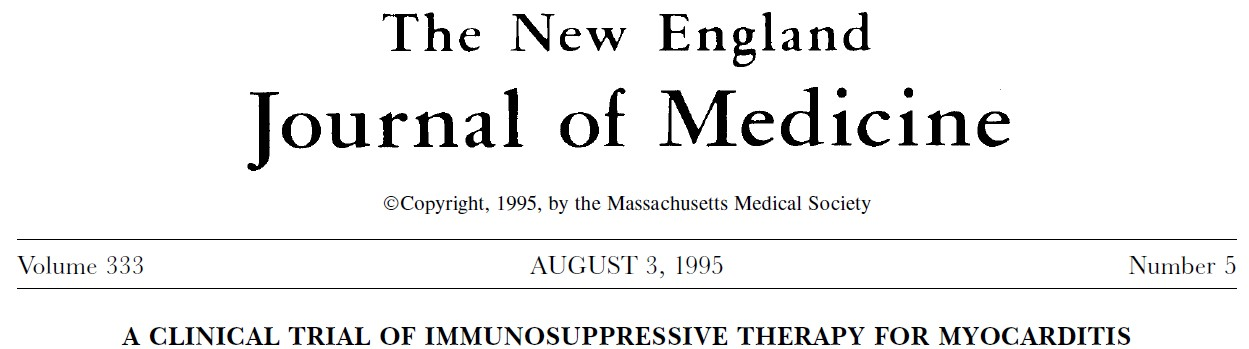 The New England
Journal of Medicine
©Copyright, 1995, by the Massachusetts Medical Society
Volume 333 AUGUST 3, 1995 Number 5
A CLINICAL TRIAL OF IMMUNOSUPPRESSIVE THERAPY FOR MYOCARDITIS